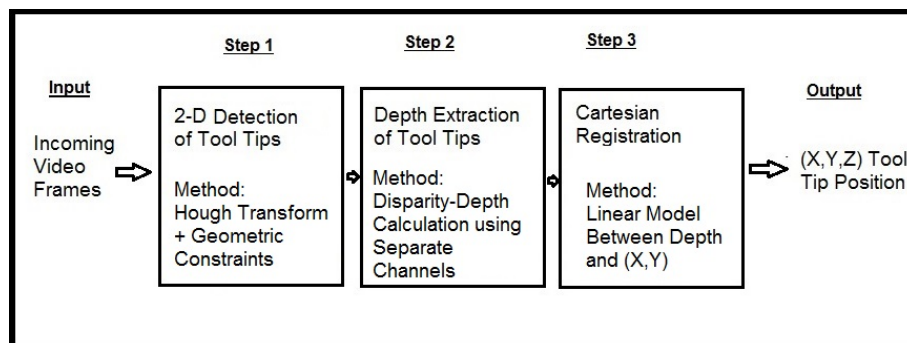 Step 1
Step 2
Step 3
Input
Output
Incoming
Video
Frames
2-D Detection
of Tool Tips
Method:
Hough Transform
+ Geometric
Constraints
Depth Extraction
of Tool Tips
Method:
Disparity-Depth
Calculation using
Separate
Channels
Cartesian
Registration
Method:
Linear Model
Between Depth
and (X,Y)
(X,Y,Z) Tool
Tip Position